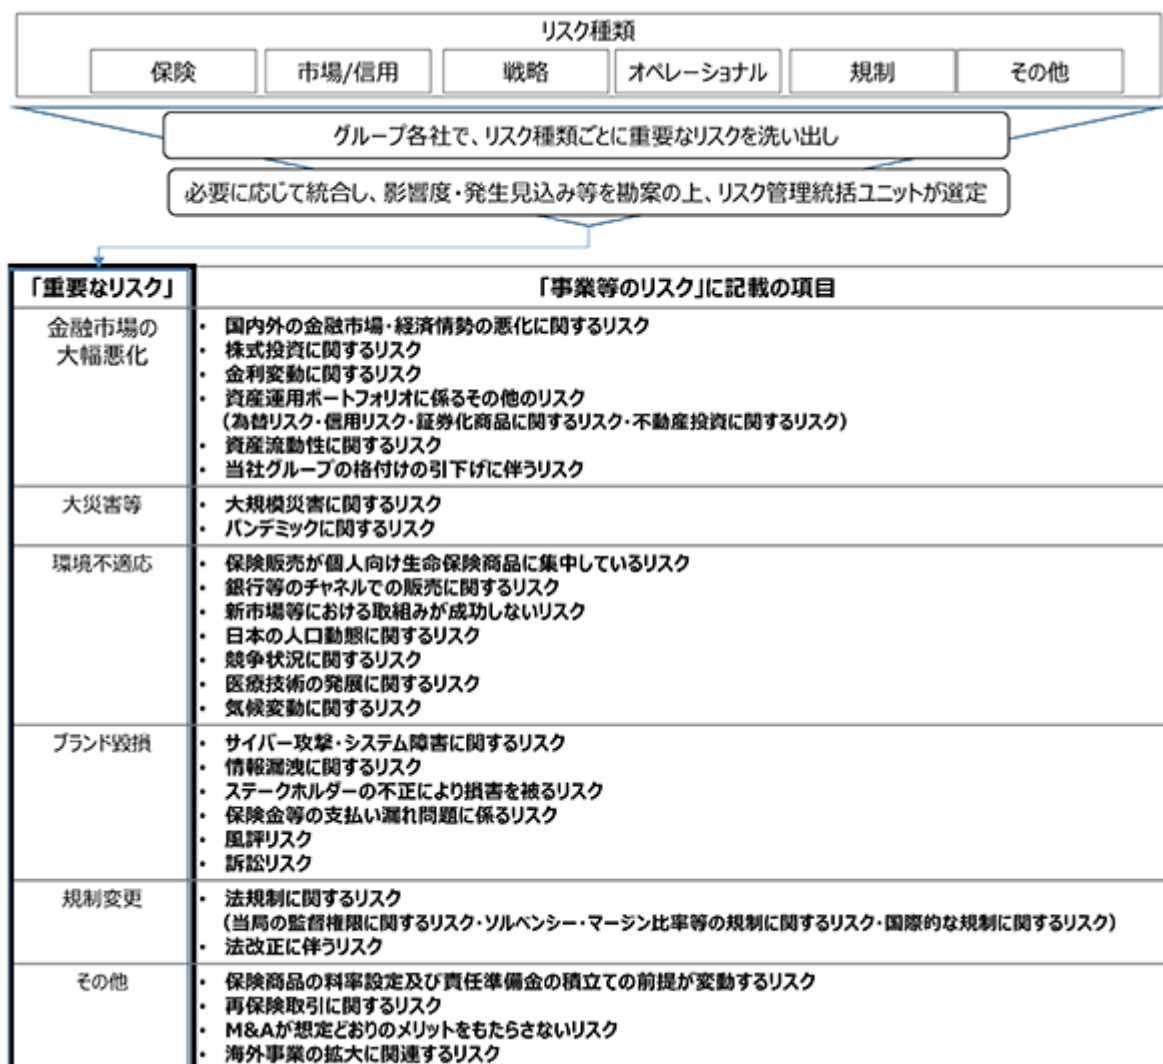 リスク種類
保険 市場/信用 戦略 オペレーショナル 規制 その他
グループ各社で、リスク種類ごとに重要なリスクを洗い出し
必要に応じて統合し、影響度・発生見込み等を勘案の上、リスク管理統括ユニットが選定
「重要なリスク」 「事業等のリスク」に記載の項目
金融市場の
大幅悪化
・ 国内外の金融市場・経済情勢の悪化に関するリスク
・ 株式投資に関するリスク
・ 金利変動に関するリスク
・ 資産運用ポートフォリオに係るその他のリスク
（為替リスク・信用リスク・証券化商品に関するリスク・不動産投資に関するリスク）
・ 資産流動性に関するリスク
・ 当社グループの格付けの引下げに伴うリスク
大災害等
・ 大規模災害に関するリスク
・ パンデミックに関するリスク
環境不適応
・ 保険販売が個人向け生命保険商品に集中しているリスク
・ 銀行等のチャネルでの販売に関するリスク
・ 新市場等における取組みが成功しないリスク
・ 日本の人口動態に関するリスク
・ 競争状況に関するリスク
・ 医療技術の発展に関するリスク
・ 気候変動に関するリスク
ブランド毀損
・ サイバー攻撃・システム障害に関するリスク
・ 情報漏洩に関するリスク
・ ステークホルダーの不正により損害を被るリスク
・ 保険金等の支払い漏れ問題に係るリスク
・ 風評リスク
・ 訴訟リスク
規制変更
・ 法規制に関するリスク
（当局の監督権限に関するリスク・ソルベンシー・マージン比率等の規制に関するリスク・国際的な規制に関するリスク）
・ 法改正に伴うリスク
その他
・ 保険商品の料率設定及び責任準備金の積立ての前提が変動するリスク
・ 再保険取引に関するリスク
・ M&Aが想定どおりのメリットをもたらさないリスク
・ 海外事業の拡大に関連するリスク